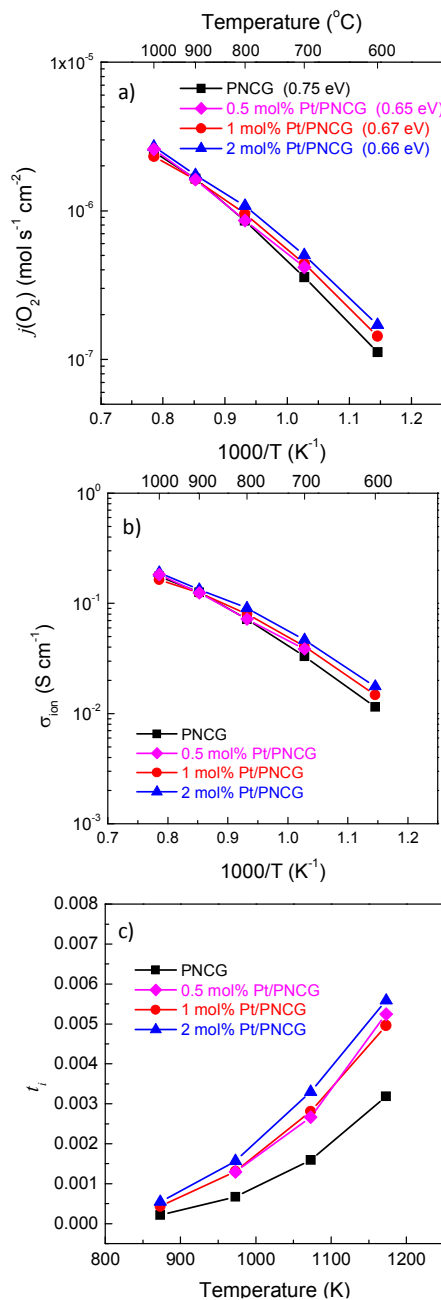 Temperature (°C)
1000 900 800 700 600
1x10⁻⁵
a)
PNCG (0.75 eV)
0.5 mol% Pt/PNCG (0.65 eV)
1 mol% Pt/PNCG (0.67 eV)
2 mol% Pt/PNCG (0.66 eV)
10⁻⁶
j(O₂) (mol s⁻¹ cm⁻²)
10⁻⁷
0.7 0.8 0.9 1.0 1.1 1.2
1000/T (K⁻¹)
1000 900 800 700 600
10⁰
b)
10⁻¹
σion (S cm⁻¹)
10⁻²
PNCG
0.5 mol% Pt/PNCG
1 mol% Pt/PNCG
2 mol% Pt/PNCG
10⁻³
0.7 0.8 0.9 1.0 1.1 1.2
1000/T (K⁻¹)
0.008
c)
0.007
PNCG
0.006
0.5 mol% Pt/PNCG
1 mol% Pt/PNCG
0.005
2 mol% Pt/PNCG
tᵢ
0.004
0.003
0.002
0.001
0.000
800 900 1000 1100 1200
Temperature (K)